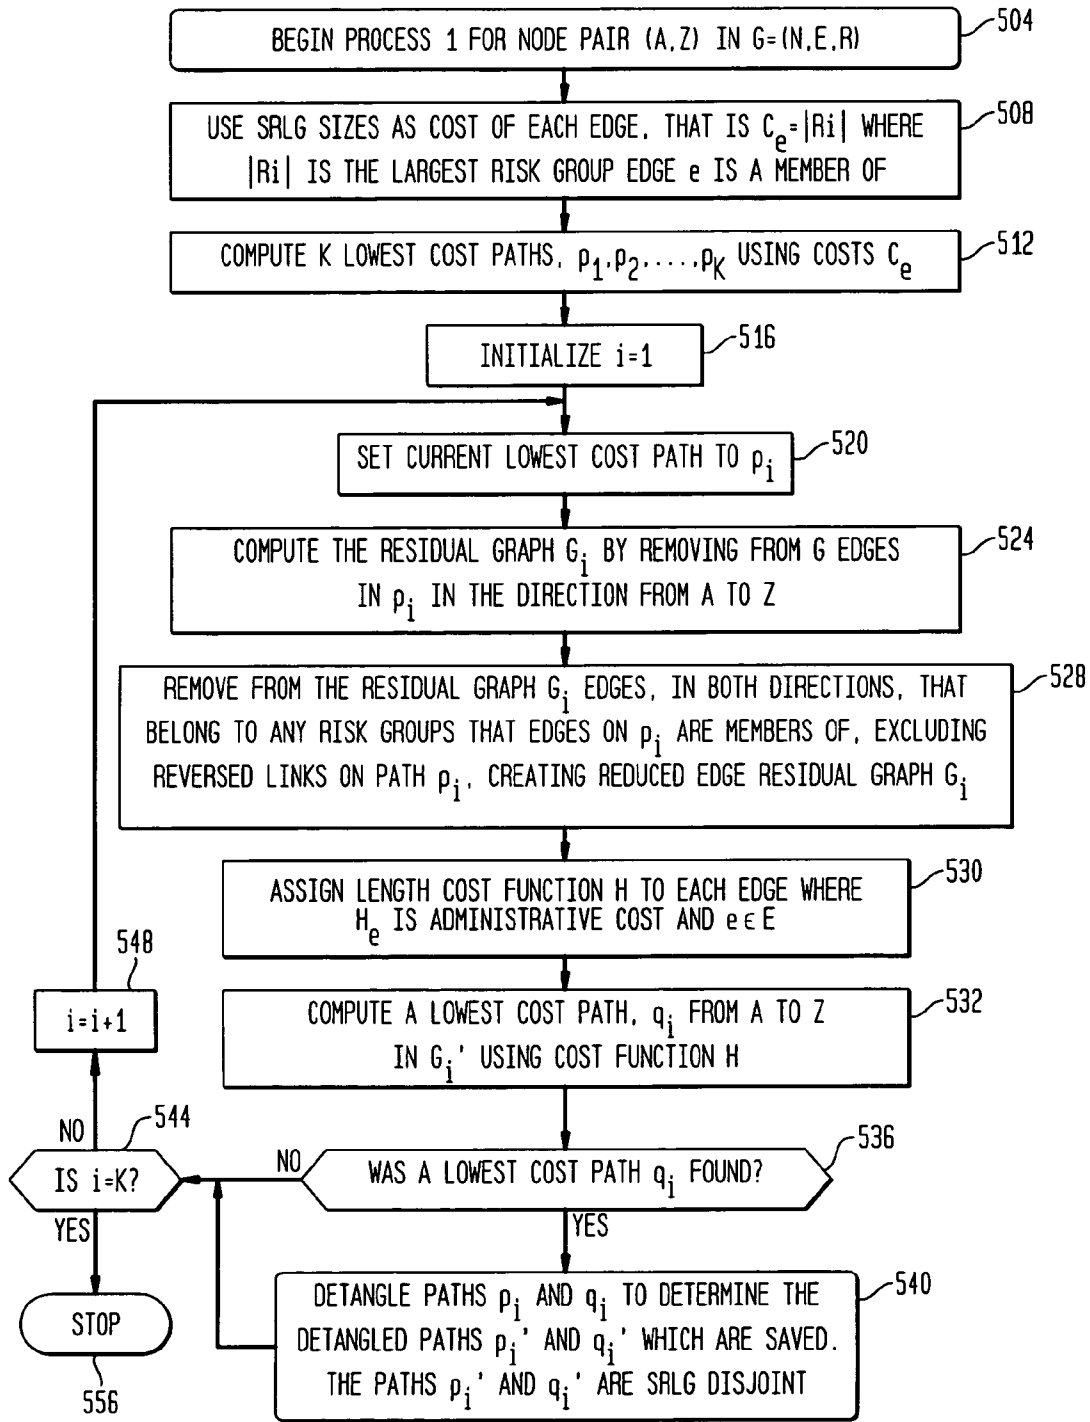 BEGIN PROCESS 1 FOR NODE PAIR (A,Z) IN G=(N,E,R)
504
USE SRLG SIZES AS COST OF EACH EDGE, THAT IS Ce=|Ri| WHERE
|Ri| IS THE LARGEST RISK GROUP EDGE e IS A MEMBER OF
508
COMPUTE K LOWEST COST PATHS, p1,p2,....,pK USING COSTS Ce
512
INITIALIZE i=1
516
SET CURRENT LOWEST COST PATH TO pi
520
COMPUTE THE RESIDUAL GRAPH Gi BY REMOVING FROM G EDGES
IN pi IN THE DIRECTION FROM A TO Z
524
REMOVE FROM THE RESIDUAL GRAPH Gi EDGES, IN BOTH DIRECTIONS, THAT
BELONG TO ANY RISK GROUPS THAT EDGES ON pi ARE MEMBERS OF, EXCLUDING
REVERSED LINKS ON PATH pi, CREATING REDUCED EDGE RESIDUAL GRAPH Gi
528
ASSIGN LENGTH COST FUNCTION H TO EACH EDGE WHERE
He IS ADMINISTRATIVE COST AND e∈E
530
COMPUTE A LOWEST COST PATH, qi FROM A TO Z
IN Gi' USING COST FUNCTION H
532
548
i=i+1
NO
544
IS i=K?
YES
STOP
556
NO
WAS A LOWEST COST PATH qi FOUND?
536
YES
DETANGLE PATHS pi AND qi TO DETERMINE THE
DETANGLED PATHS pi' AND qi' WHICH ARE SAVED.
THE PATHS pi' AND qi' ARE SRLG DISJOINT
540